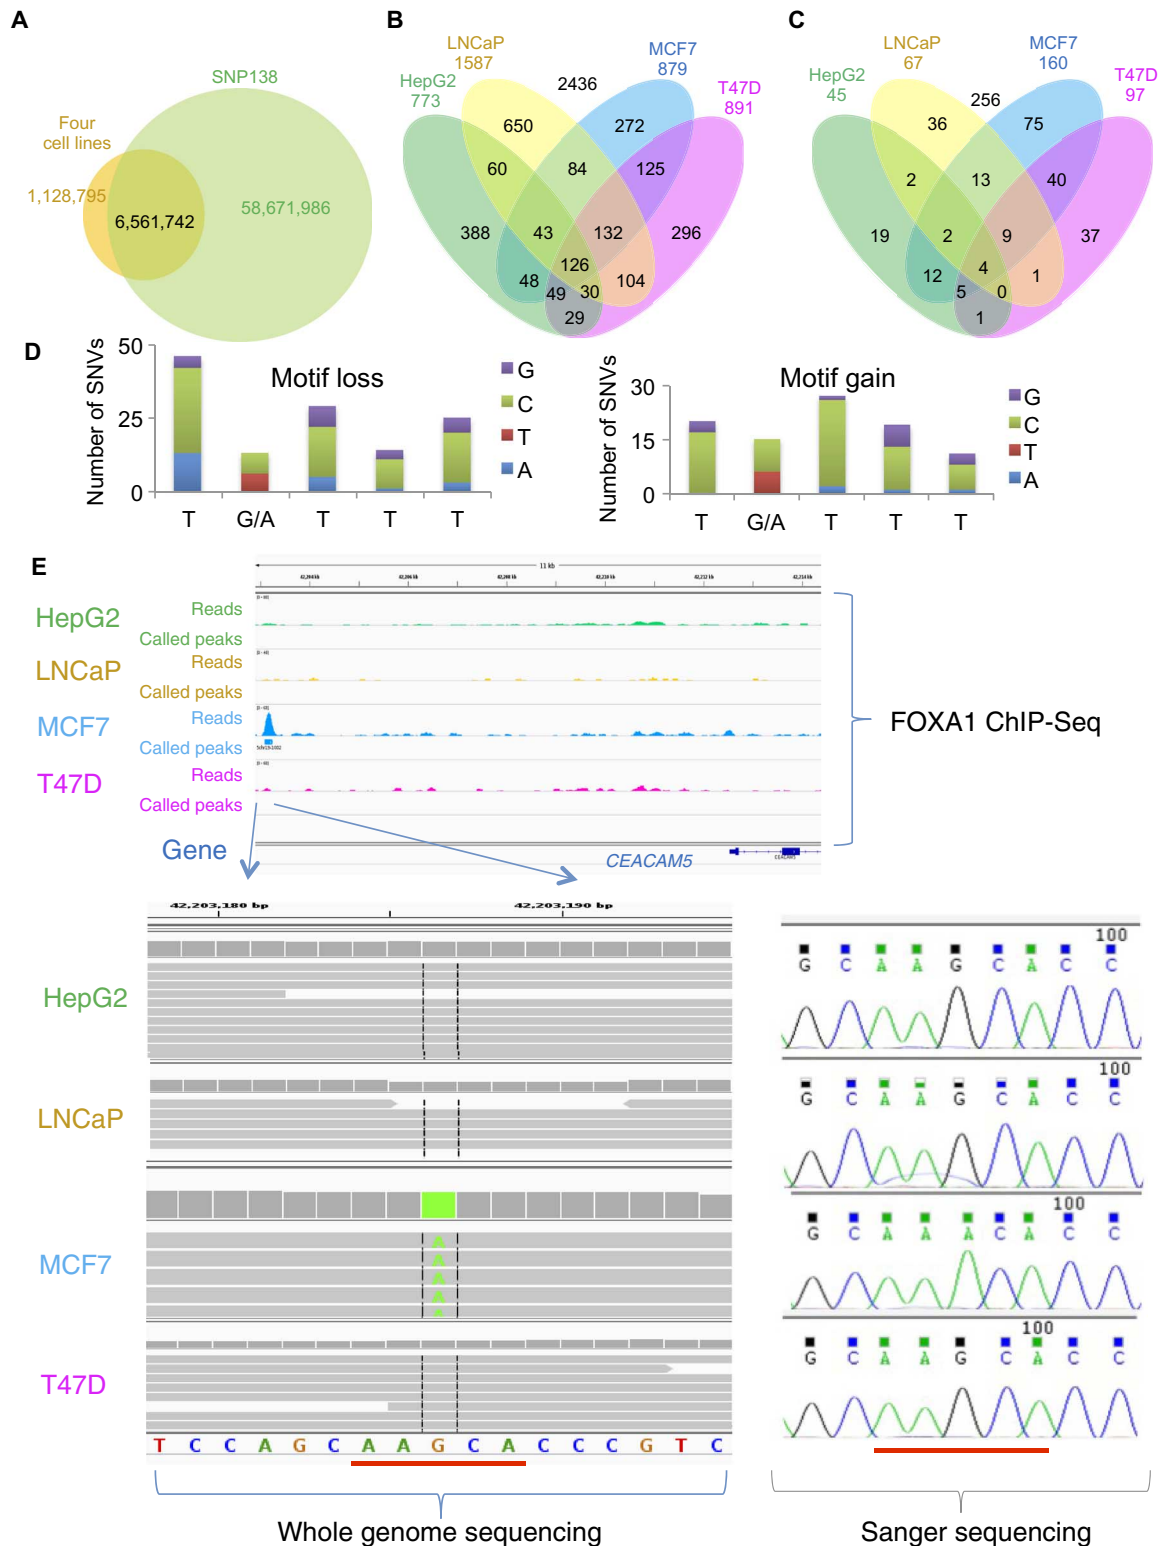 A
SNP138
Four
cell lines
1,128,795
6,561,742
58,671,986
B
LNCaP
1587
HepG2
773
2436
MCF7
879
T47D
891
650
272
60
84
125
388
43
132
296
48
126
104
49
30
29
C
LNCaP
67
HepG2
45
256
MCF7
160
T47D
97
36
75
2
13
40
19
2
9
37
12
4
1
5
0
1
D
Number of SNVs
50
25
0
Motif loss
G
C
T
A
T G/A T T T
Number of SNVs
30
15
0
Motif gain
G
C
T
A
T G/A T T T
E
11 kb
HepG2
Reads
Called peaks
LNCaP
Reads
Called peaks
MCF7
Reads
Called peaks
T47D
Reads
Called peaks
FOXA1 ChIP-Seq
Gene
CEACAM5
CEACAM5
42,203,180 bp 42,203,190 bp
HepG2
LNCaP
MCF7
A
A
A
A
A
T47D
T C C A G C A A G C A C C C G T C
Whole genome sequencing
100
G C A A G C A C C
100
G C A A G C A C C
100
G C A A A C A C C
100
G C A A G C A C C
Sanger sequencing